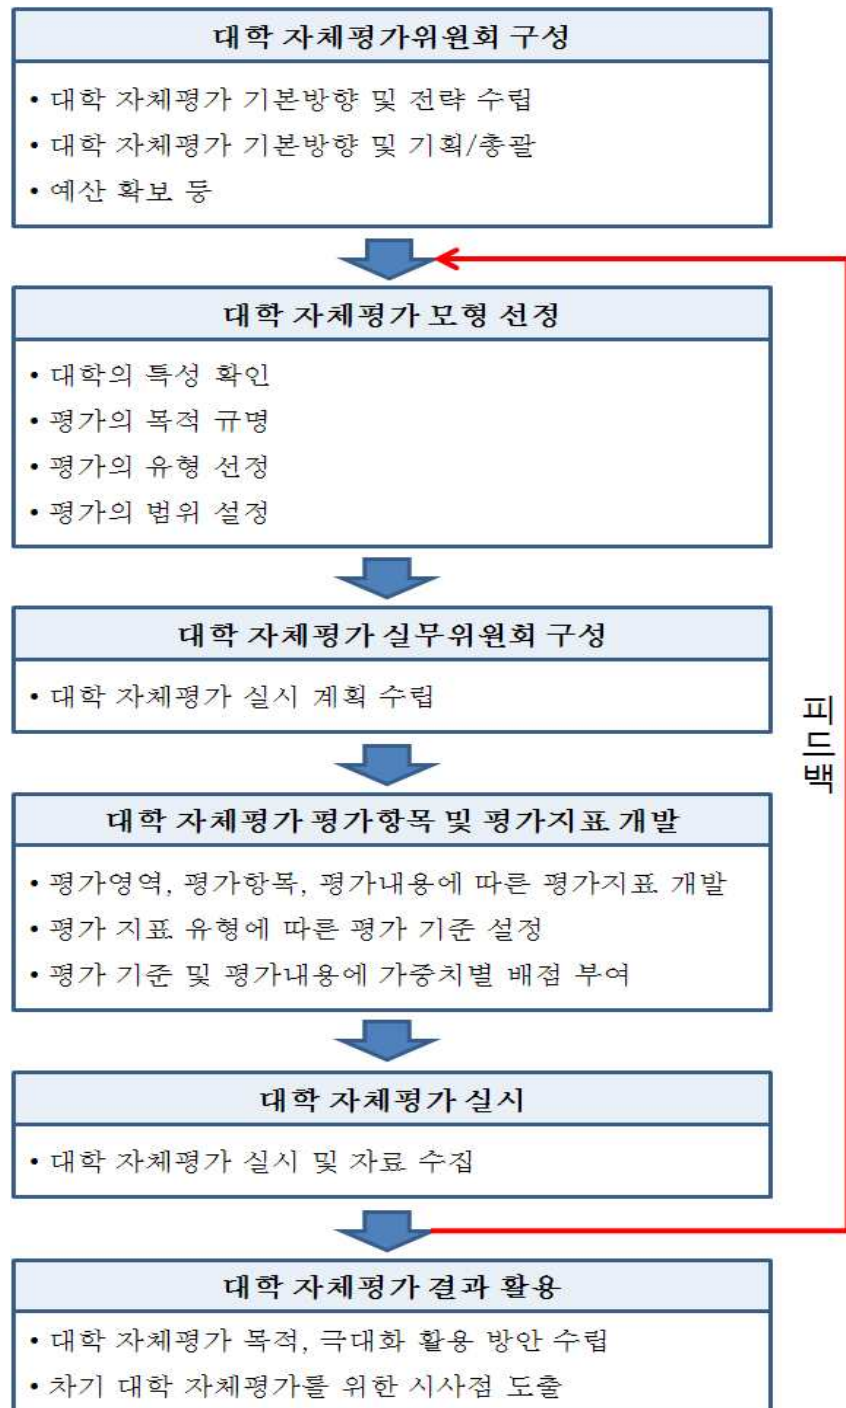 대학 자체평가위원회 구성
• 대학 자체평가 기본방향 및 전략 수립
• 대학 자체평가 기본방향 및 기획/총괄
• 예산 확보 등
대학 자체평가 모형 선정
• 대학의 특성 확인
• 평가의 목적 규명
• 평가의 유형 선정
• 평가의 범위 설정
대학 자체평가 실무위원회 구성
• 대학 자체평가 실시 계획 수립
대학 자체평가 평가항목 및 평가지표 개발
• 평가영역, 평가항목, 평가내용에 따른 평가지표 개발
• 평가 지표 유형에 따른 평가 기준 설정
• 평가 기준 및 평가내용에 가중치별 배점 부여
대학 자체평가 실시
• 대학 자체평가 실시 및 자료 수집
대학 자체평가 결과 활용
• 대학 자체평가 목적, 극대화 활용 방안 수립
• 차기 대학 자체평가를 위한 시사점 도출
피드백